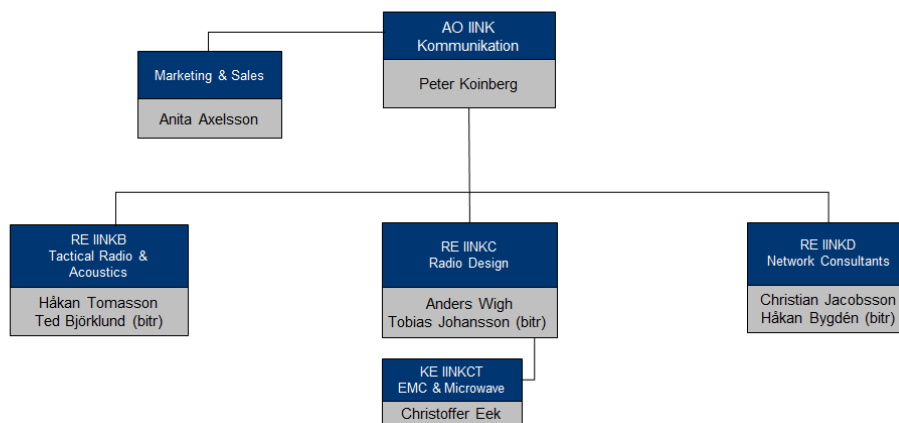 AO IINK
Kommunikation
Peter Koinberg
Marketing & Sales
Anita Axelsson
RE IINKB
Tactical Radio &
Acoustics
Håkan Tomasson
Ted Björklund (bitr)
RE IINKC
Radio Design
Anders Wigh
Tobias Johansson (bitr)
RE IINKD
Network Consultants
Christian Jacobsson
Håkan Bygdén (bitr)
KE IINKCT
EMC & Microwave
Christoffer Eek